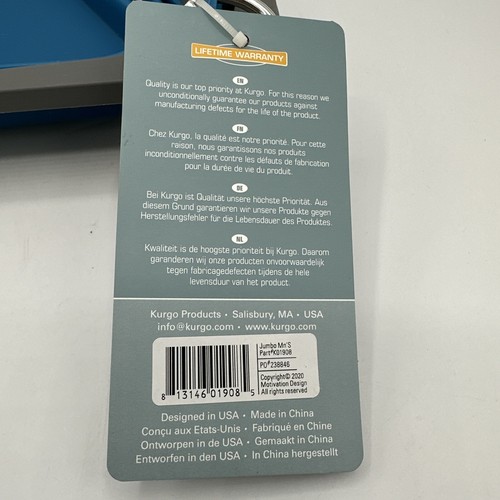 LIFETIME WARRANTY
EN
Quality is our top priority at Kurgo. For this reason we
unconditionally guarantee our products against
manufacturing defects for the life of the product.
FN
Chez Kurgo, la qualité est notre priorité. Pour cette
raison, nous garantissons nos produits
inconditionnellement contre les défauts de fabrication
pour la durée de vie du produit.
DE
Bei Kurgo ist Qualität unsere höchste Priorität. Aus
diesem Grund garantieren wir unsere Produkte gegen
Herstellungsfehler für die Lebensdauer des Produktes.
NL
Kwaliteit is de hoogste prioriteit bij Kurgo. Daarom
garanderen wij onze producten onvoorwaardelijk
tegen fabricagedefecten tijdens de hele
levensduur van het product.
Kurgo Products • Salisbury, MA • USA
info@kurgo.com • www.kurgo.com
Jumbo Mn'S
Part#K01908
PO#238846
Copyright© 2020
Motivation Design
All rights reserved
8 13146 01908 5
Designed in USA • Made in China
Conçu aux Etats-Unis • Fabriqué en Chine
Ontworpen in de USA • Gemaakt in China
Entworfen in den USA • In China hergestellt